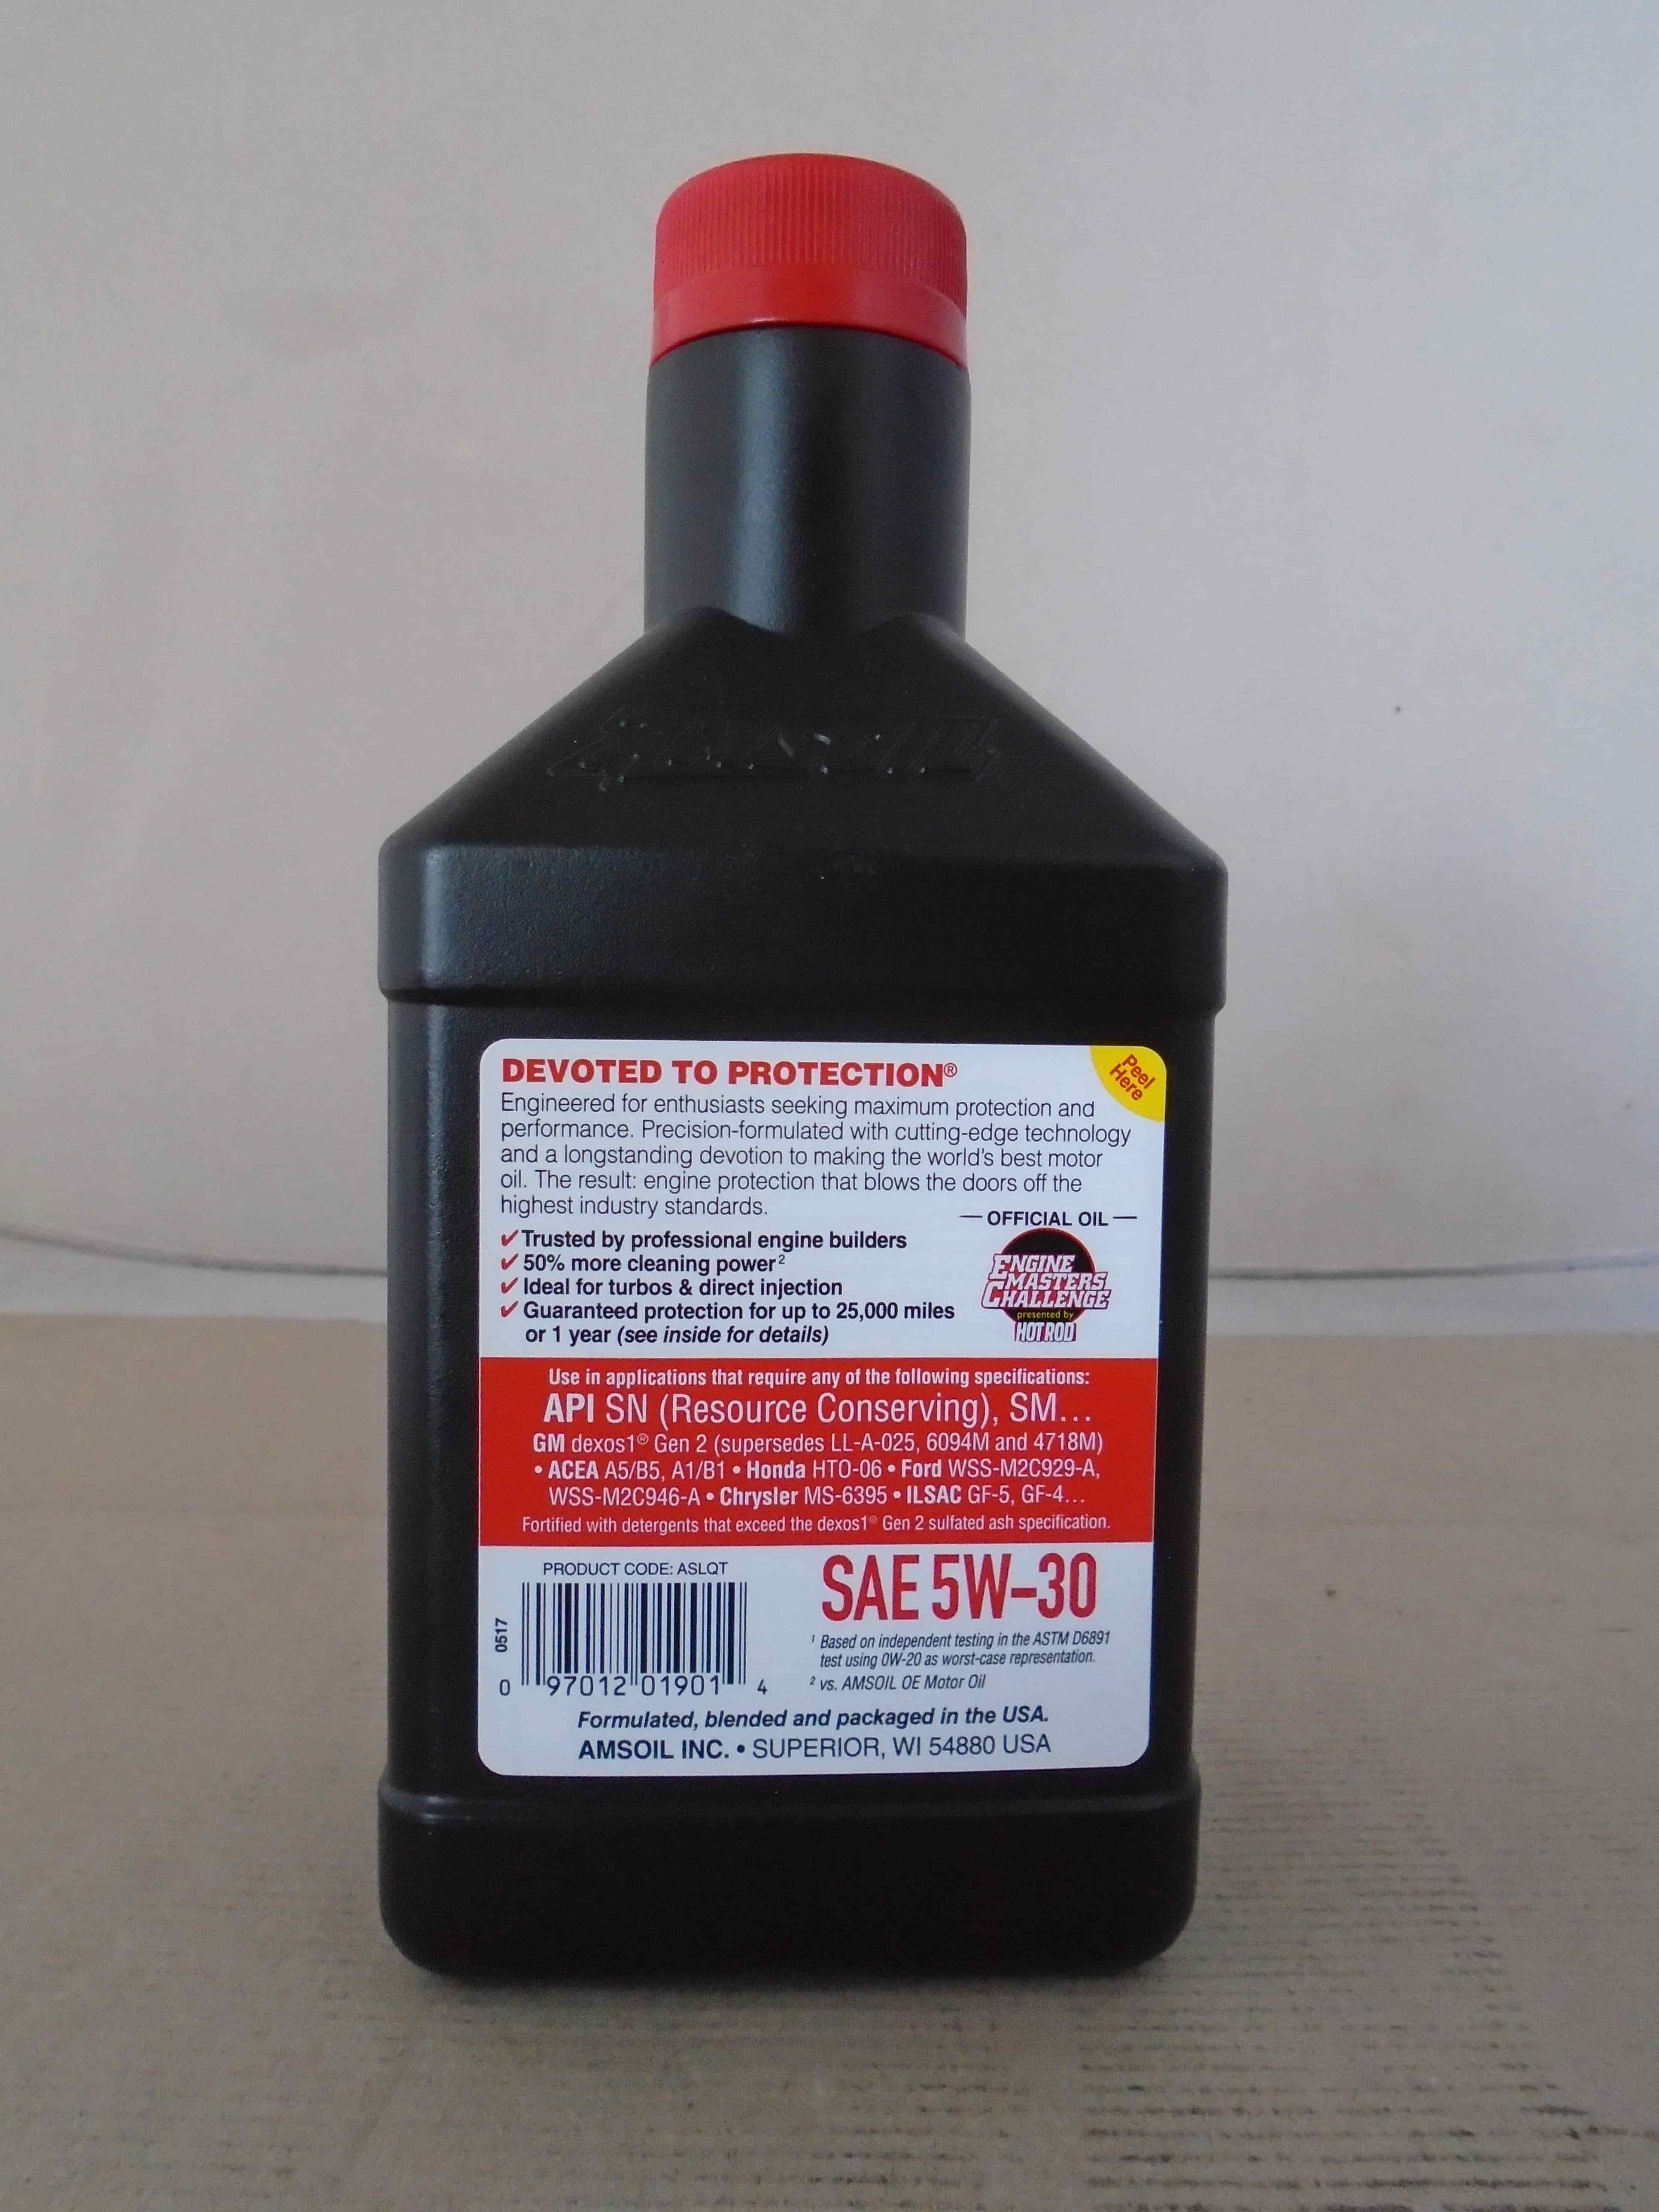 AMSOIL
DEVOTED TO PROTECTION®
Peel
Here
Engineered for enthusiasts seeking maximum protection and
performance. Precision-formulated with cutting-edge technology
and a longstanding devotion to making the world's best motor
oil. The result: engine protection that blows the doors off the
highest industry standards.
✔Trusted by professional engine builders
✔50% more cleaning power²
✔Ideal for turbos & direct injection
✔Guaranteed protection for up to 25,000 miles
or 1 year (see inside for details)
— OFFICIAL OIL —
ENGINE
MASTERS
CHALLENGE
presented by
HOT ROD
Use in applications that require any of the following specifications:
API SN (Resource Conserving), SM...
GM dexos1® Gen 2 (supersedes LL-A-025, 6094M and 4718M)
• ACEA A5/B5, A1/B1 • Honda HTO-06 • Ford WSS-M2C929-A,
WSS-M2C946-A • Chrysler MS-6395 • ILSAC GF-5, GF-4...
Fortified with detergents that exceed the dexos1® Gen 2 sulfated ash specification.
PRODUCT CODE: ASLQT
0517
0 97012 01901 4
SAE 5W-30
¹ Based on independent testing in the ASTM D6891
test using 0W-20 as worst-case representation.
² vs. AMSOIL OE Motor Oil
Formulated, blended and packaged in the USA.
AMSOIL INC. • SUPERIOR, WI 54880 USA